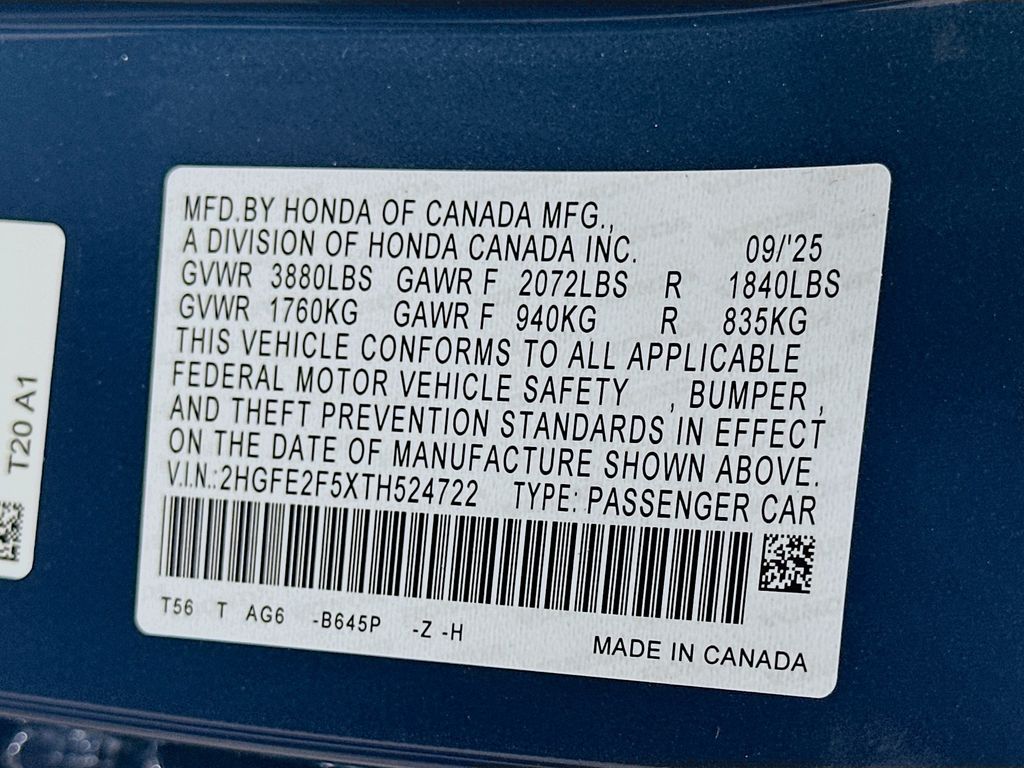 MFD.BY HONDA OF CANADA MFG.,
A DIVISION OF HONDA CANADA INC. 09/'25
GVWR 3880LBS GAWR F 2072LBS R 1840LBS
GVWR 1760KG GAWR F 940KG R 835KG
THIS VEHICLE CONFORMS TO ALL APPLICABLE
FEDERAL MOTOR VEHICLE SAFETY , BUMPER ,
AND THEFT PREVENTION STANDARDS IN EFFECT
ON THE DATE OF MANUFACTURE SHOWN ABOVE.
V.I.N.:2HGFE2F5XTH524722 TYPE: PASSENGER CAR
T56 T AG6 -B645P -Z -H
MADE IN CANADA
T20 A1